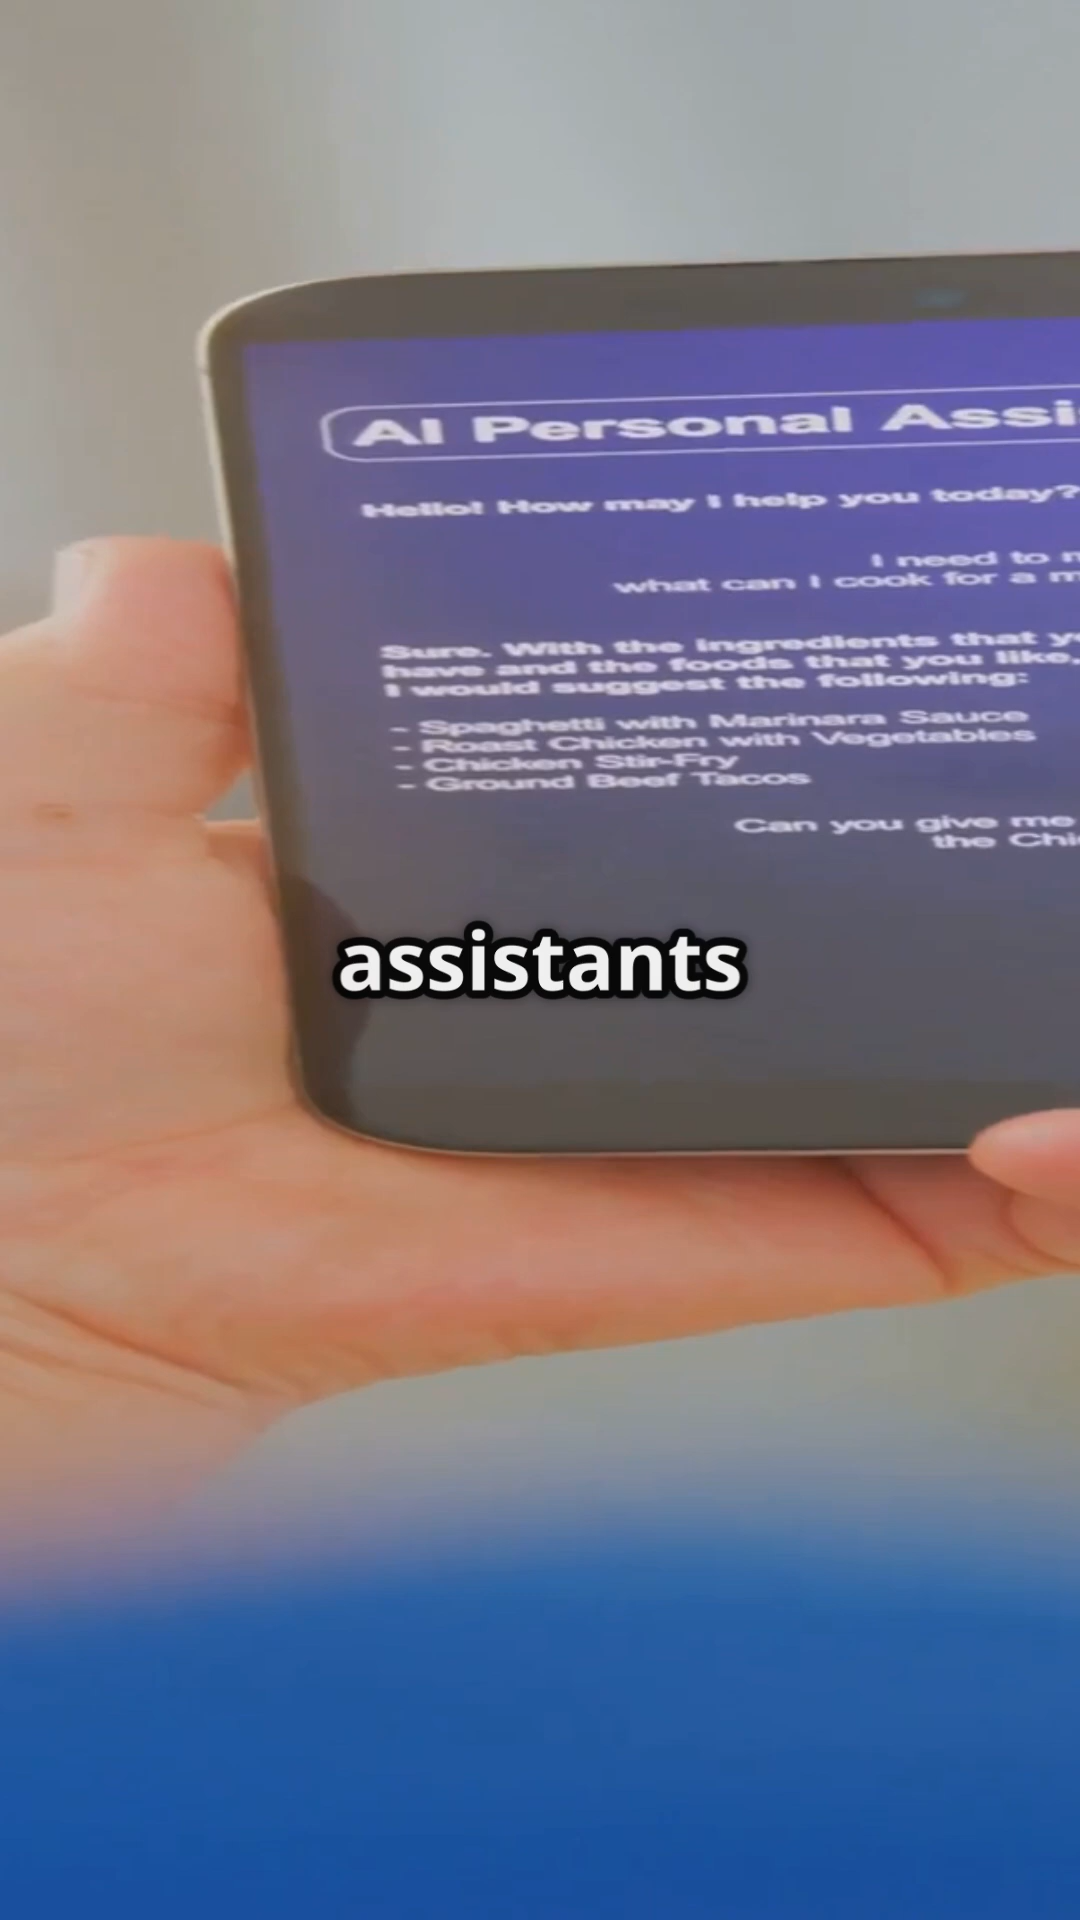 AI Personal
Hello! How may I help you today?
I need to
what can I cook for a
Sure. With the ingredients that
have and the foods that you like,
I would suggest the following:
- Spaghetti with Marinara Sauce
- Roast Chicken with Vegetables
- Chicken Stir-Fry
- Ground Beef Tacos
Can you give me
the
assistants